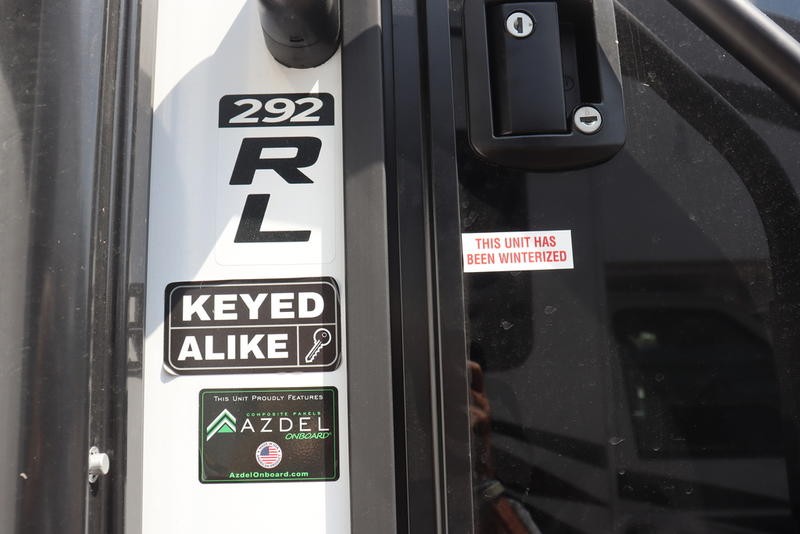 292
R
L
KEYED
ALIKE
THIS UNIT HAS
BEEN WINTERIZED
THIS UNIT PROUDLY FEATURES
COMPOSITE PANELS
AZDEL
ONBOARD®
AzdelOnboard.com